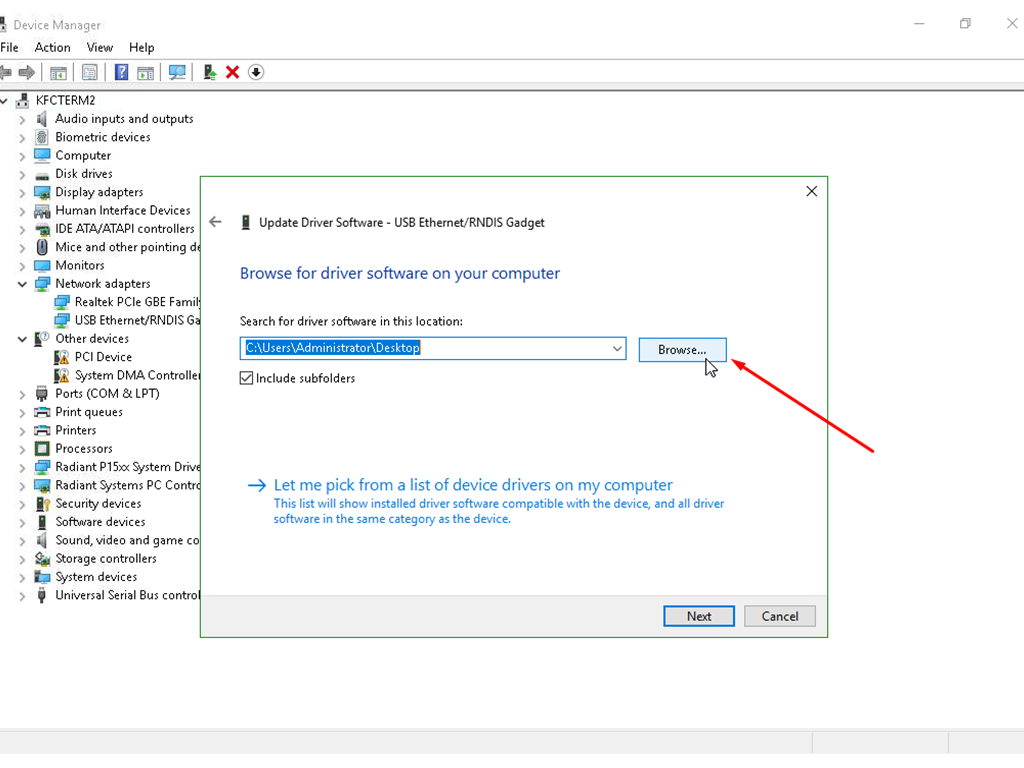 Device Manager
File Action View Help
KFCTERM2
Audio inputs and outputs
Biometric devices
Computer
Disk drives
Display adapters
Human Interface Devices
IDE ATA/ATAPI controllers
Mice and other pointing de
Monitors
Network adapters
Realtek PCIe GBE Family
USB Ethernet/RNDIS Ga
Other devices
PCI Device
System DMA Controller
Ports (COM & LPT)
Print queues
Printers
Processors
Radiant P15xx System Drive
Radiant Systems PC Contro
Security devices
Software devices
Sound, video and game co
Storage controllers
System devices
Universal Serial Bus control
Update Driver Software - USB Ethernet/RNDIS Gadget
Browse for driver software on your computer
Search for driver software in this location:
C:\Users\Administrator\Desktop
Browse...
Include subfolders
Let me pick from a list of device drivers on my computer
This list will show installed driver software compatible with the device, and all driver
software in the same category as the device.
Next Cancel